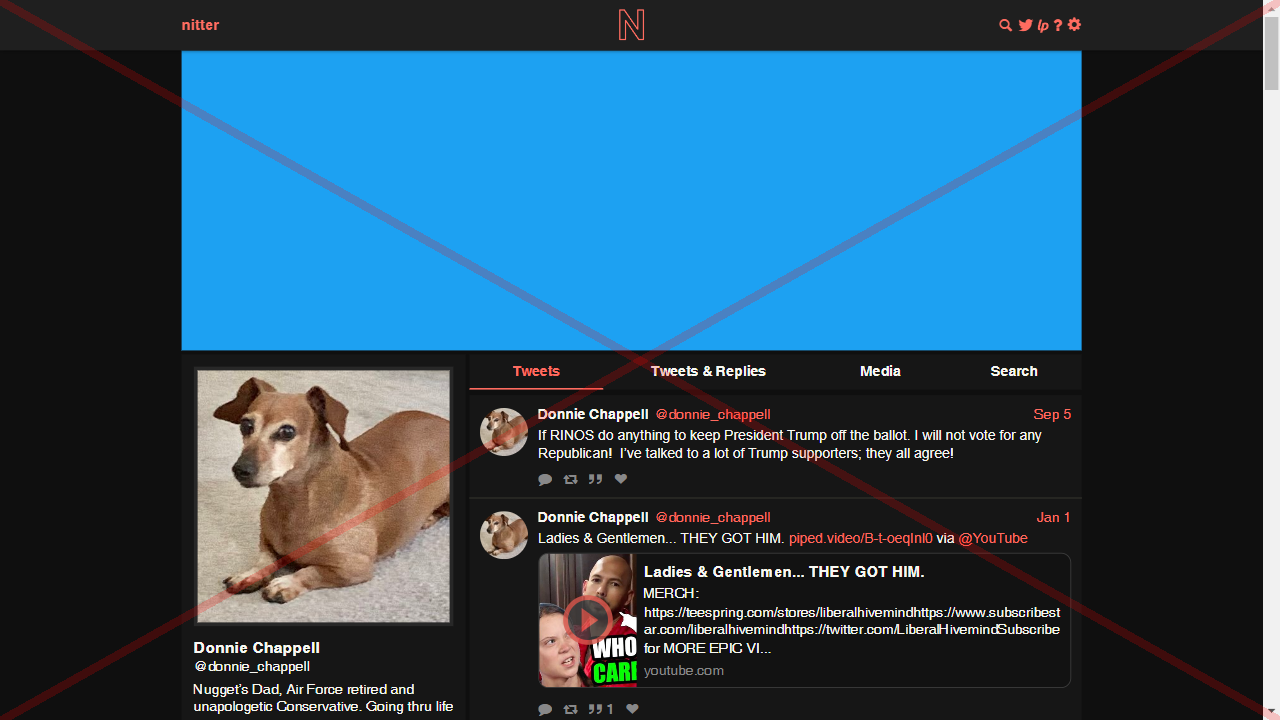 nitter
N
lp ?
Tweets Tweets & Replies Media Search
Donnie Chappell @donnie_chappell Sep 5
If RINOS do anything to keep President Trump off the ballot. I will not vote for any
Republican!  I've talked to a lot of Trump supporters; they all agree!
Donnie Chappell @donnie_chappell Jan 1
Ladies & Gentlemen... THEY GOT HIM. piped.video/B-t-oeqInI0 via @YouTube
Ladies & Gentlemen... THEY GOT HIM.
MERCH:
https://teespring.com/stores/liberalhivemindhttps://www.subscribest
ar.com/liberalhivemindhttps://twitter.com/LiberalHivemindSubscribe
for MORE EPIC VI...
youtube.com
WHO
CARE
1
Donnie Chappell
@donnie_chappell
Nugget's Dad, Air Force retired and
unapologetic Conservative. Going thru life